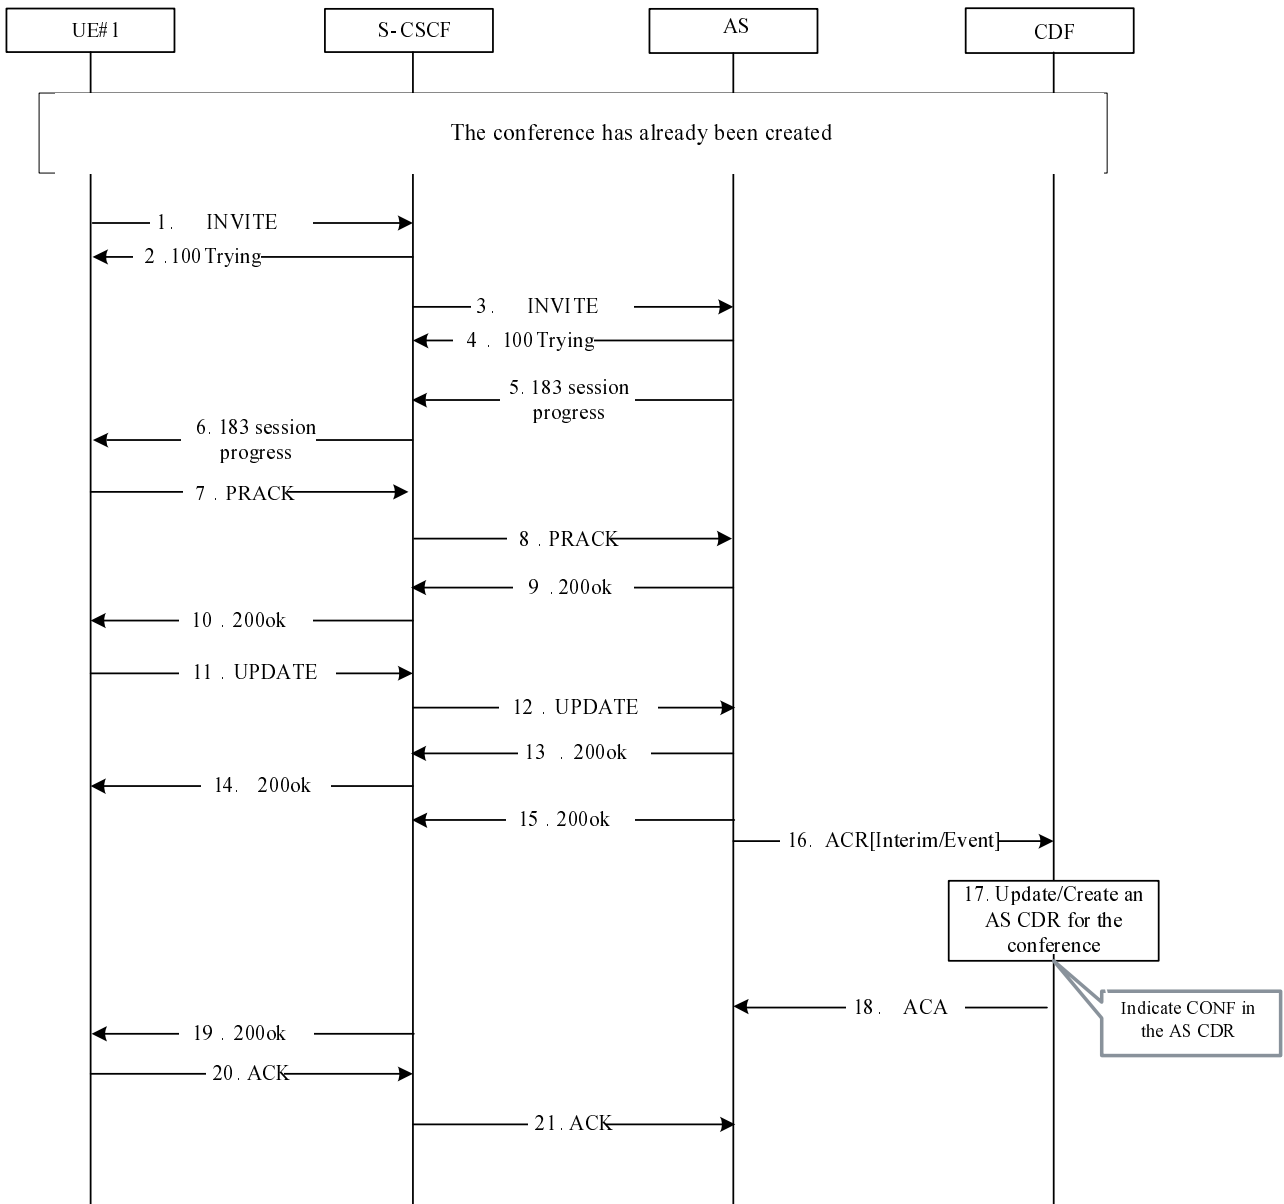 UE#1
S-CSCF
AS
CDF
The conference has already been created
1. INVITE
2 .100 Trying
3. INVITE
4 . 100 Trying
5. 183 session
progress
6. 183 session
progress
7 . PRACK
8 . PRACK
9 . 200ok
10 . 200ok
11 . UPDATE
12 . UPDATE
13 . 200ok
14. 200ok
15 . 200ok
16. ACR[Interim/Event]
17. Update/Create an
AS CDR for the
conference
Indicate CONF in
the AS CDR
18. ACA
19 . 200ok
20. ACK
21. ACK